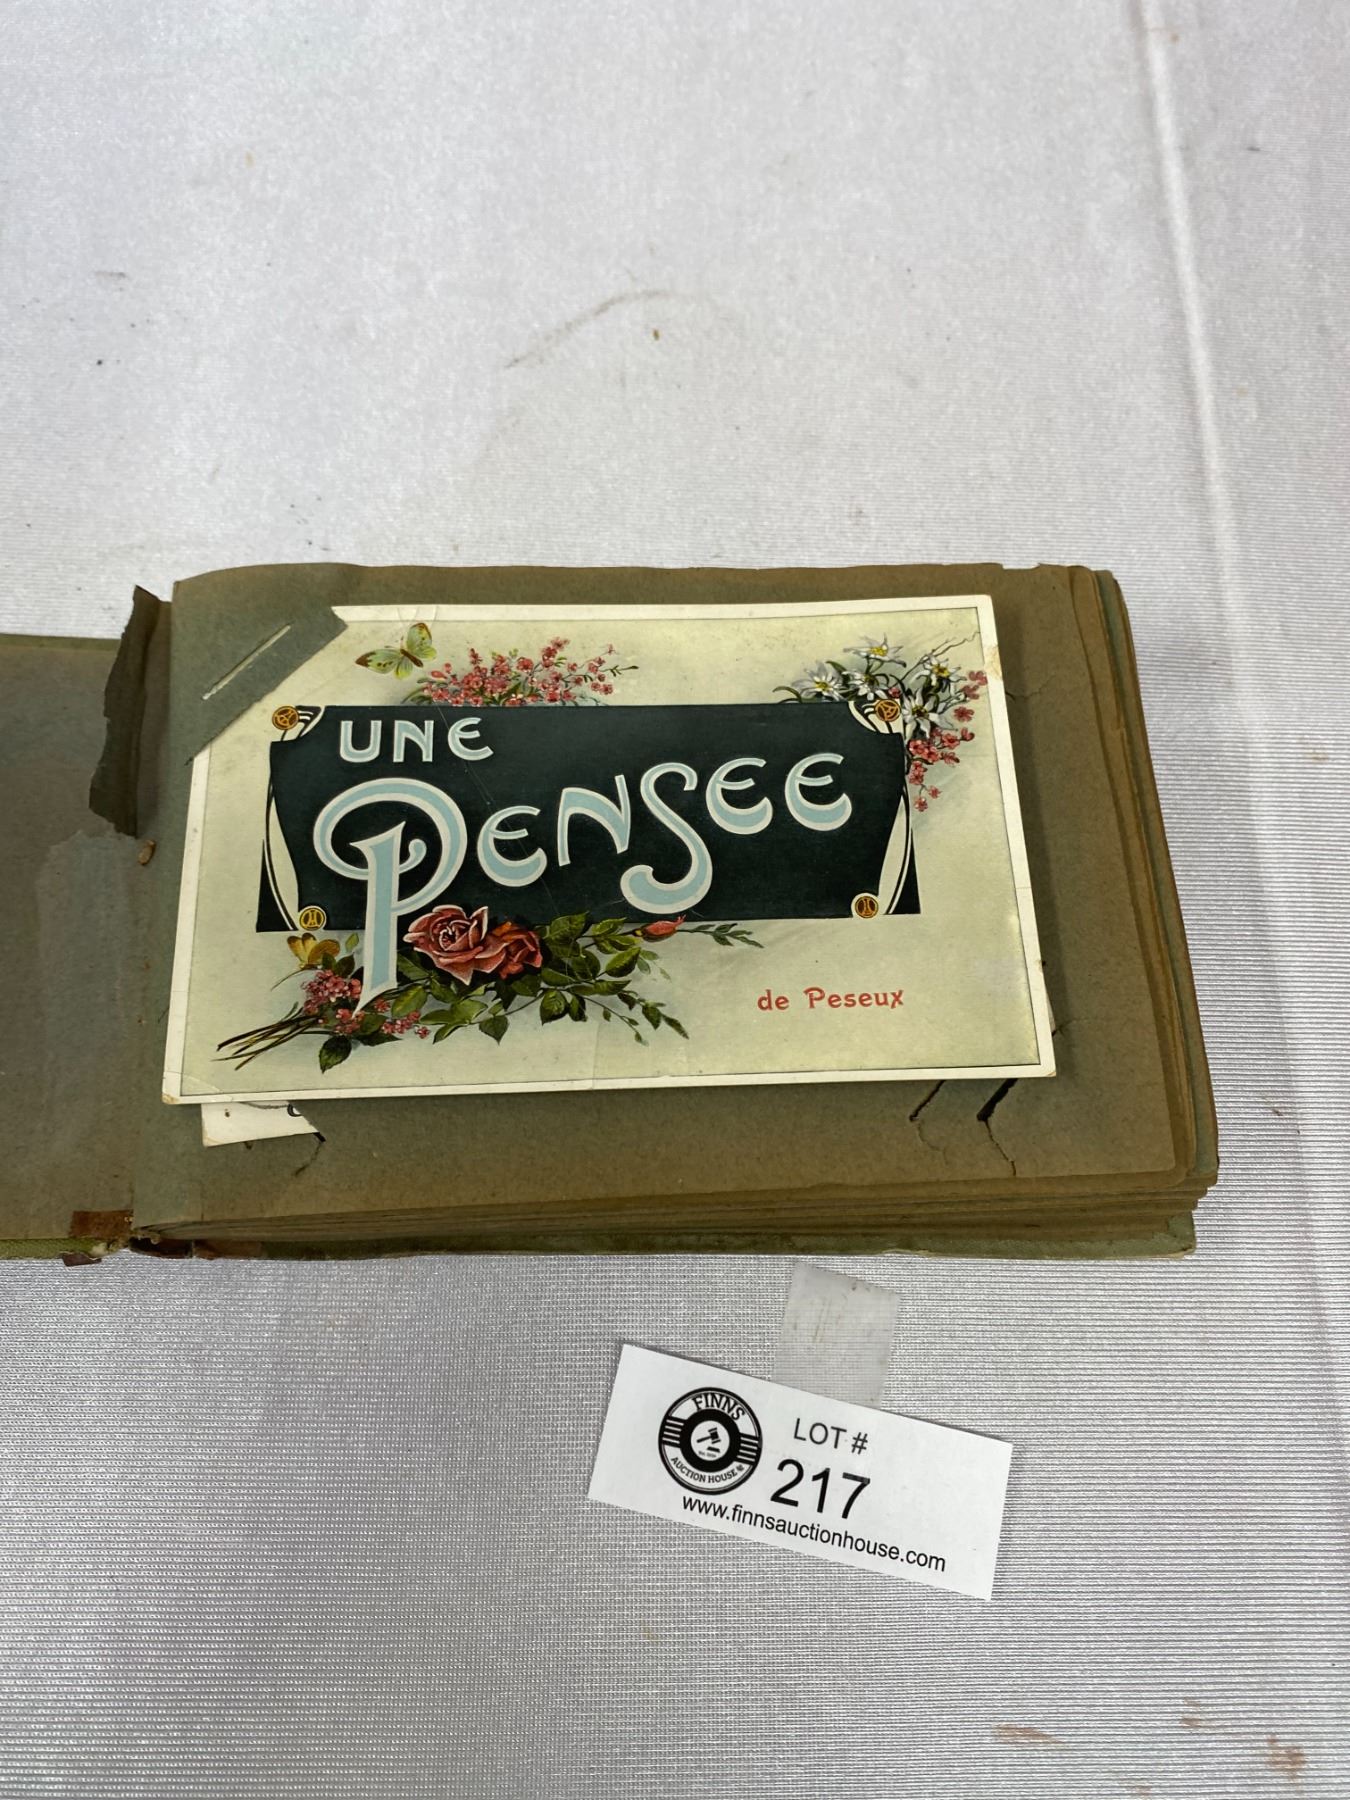 UNE
PENSEE
de Peseux
FINNS
AUCTION HOUSE
LOT #
217
www.finnsauctionhouse.com